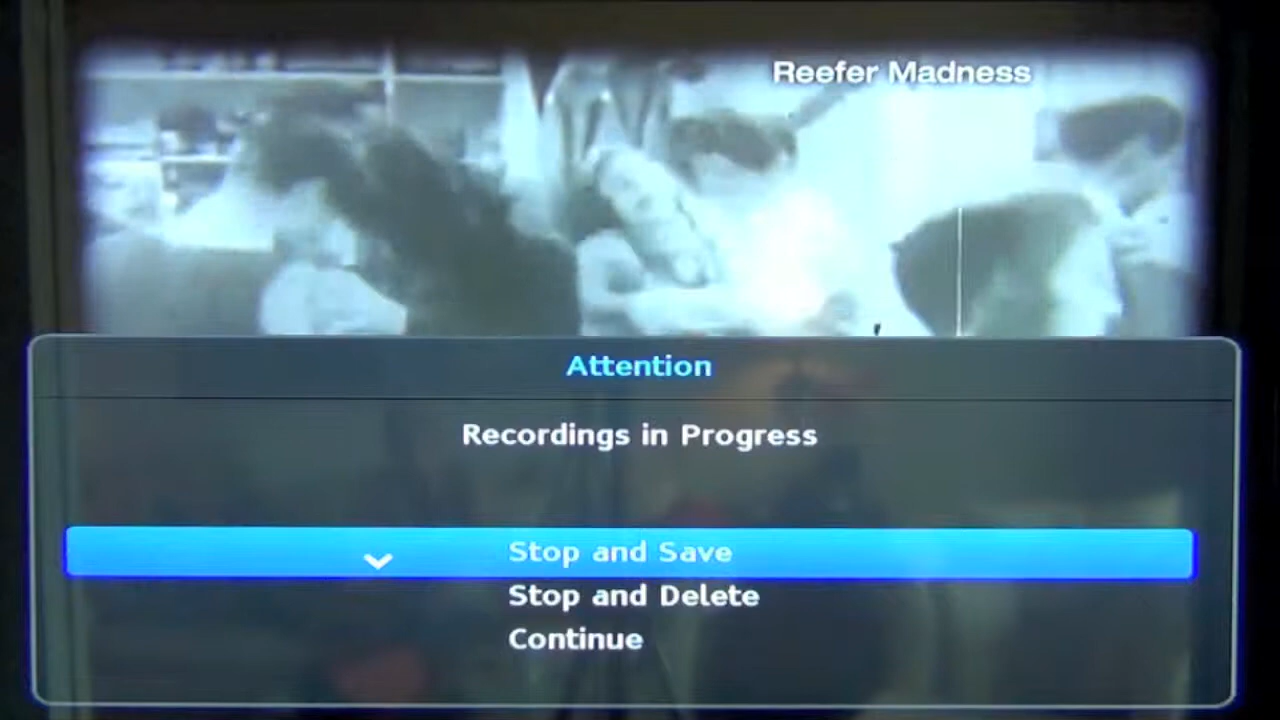 Reefer Madness
Attention
Recordings in Progress
Stop and Save
Stop and Delete
Continue